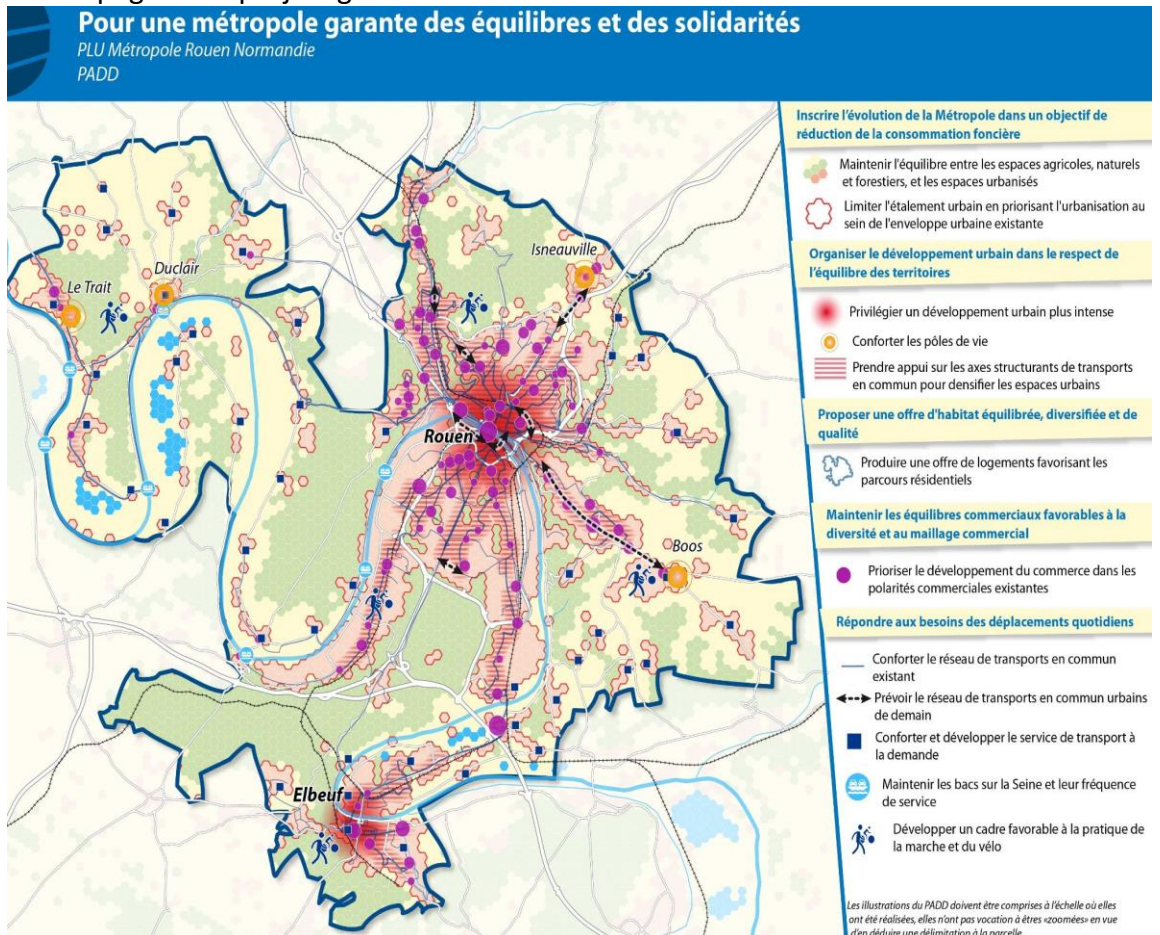 Pour une métropole garante des équilibres et des solidarités
PLU Métropole Rouen Normandie
PADD
Inscrire l'évolution de la Métropole dans un objectif de
réduction de la consommation foncière
Maintenir l'équilibre entre les espaces agricoles, naturels
et forestiers, et les espaces urbanisés
Limiter l'étalement urbain en priorisant l'urbanisation au
sein de l'enveloppe urbaine existante
Organiser le développement urbain dans le respect de
l'équilibre des territoires
Privilégier un développement urbain plus intense
Conforter les pôles de vie
Prendre appui sur les axes structurants de transports
en commun pour densifier les espaces urbains
Proposer une offre d'habitat équilibrée, diversifiée et de
qualité
Produire une offre de logements favorisant les
parcours résidentiels
Maintenir les équilibres commerciaux favorables à la
diversité et au maillage commercial
Prioriser le développement du commerce dans les
polarités commerciales existantes
Répondre aux besoins des déplacements quotidiens
Conforter le réseau de transports en commun
existant
Prévoir le réseau de transports en commun urbains
de demain
Conforter et développer le service de transport à
la demande
Maintenir les bacs sur la Seine et leur fréquence
de service
Développer un cadre favorable à la pratique de
la marche et du vélo
Les illustrations du PADD doivent être comprises à l'échelle où elles
ont été réalisées, elles n'ont pas vocation à êtres «zoomées» en vue
d'en déduire une délimitation à la parcelle
Isneauville
Duclair
Le Trait
Rouen
Boos
Elbeuf